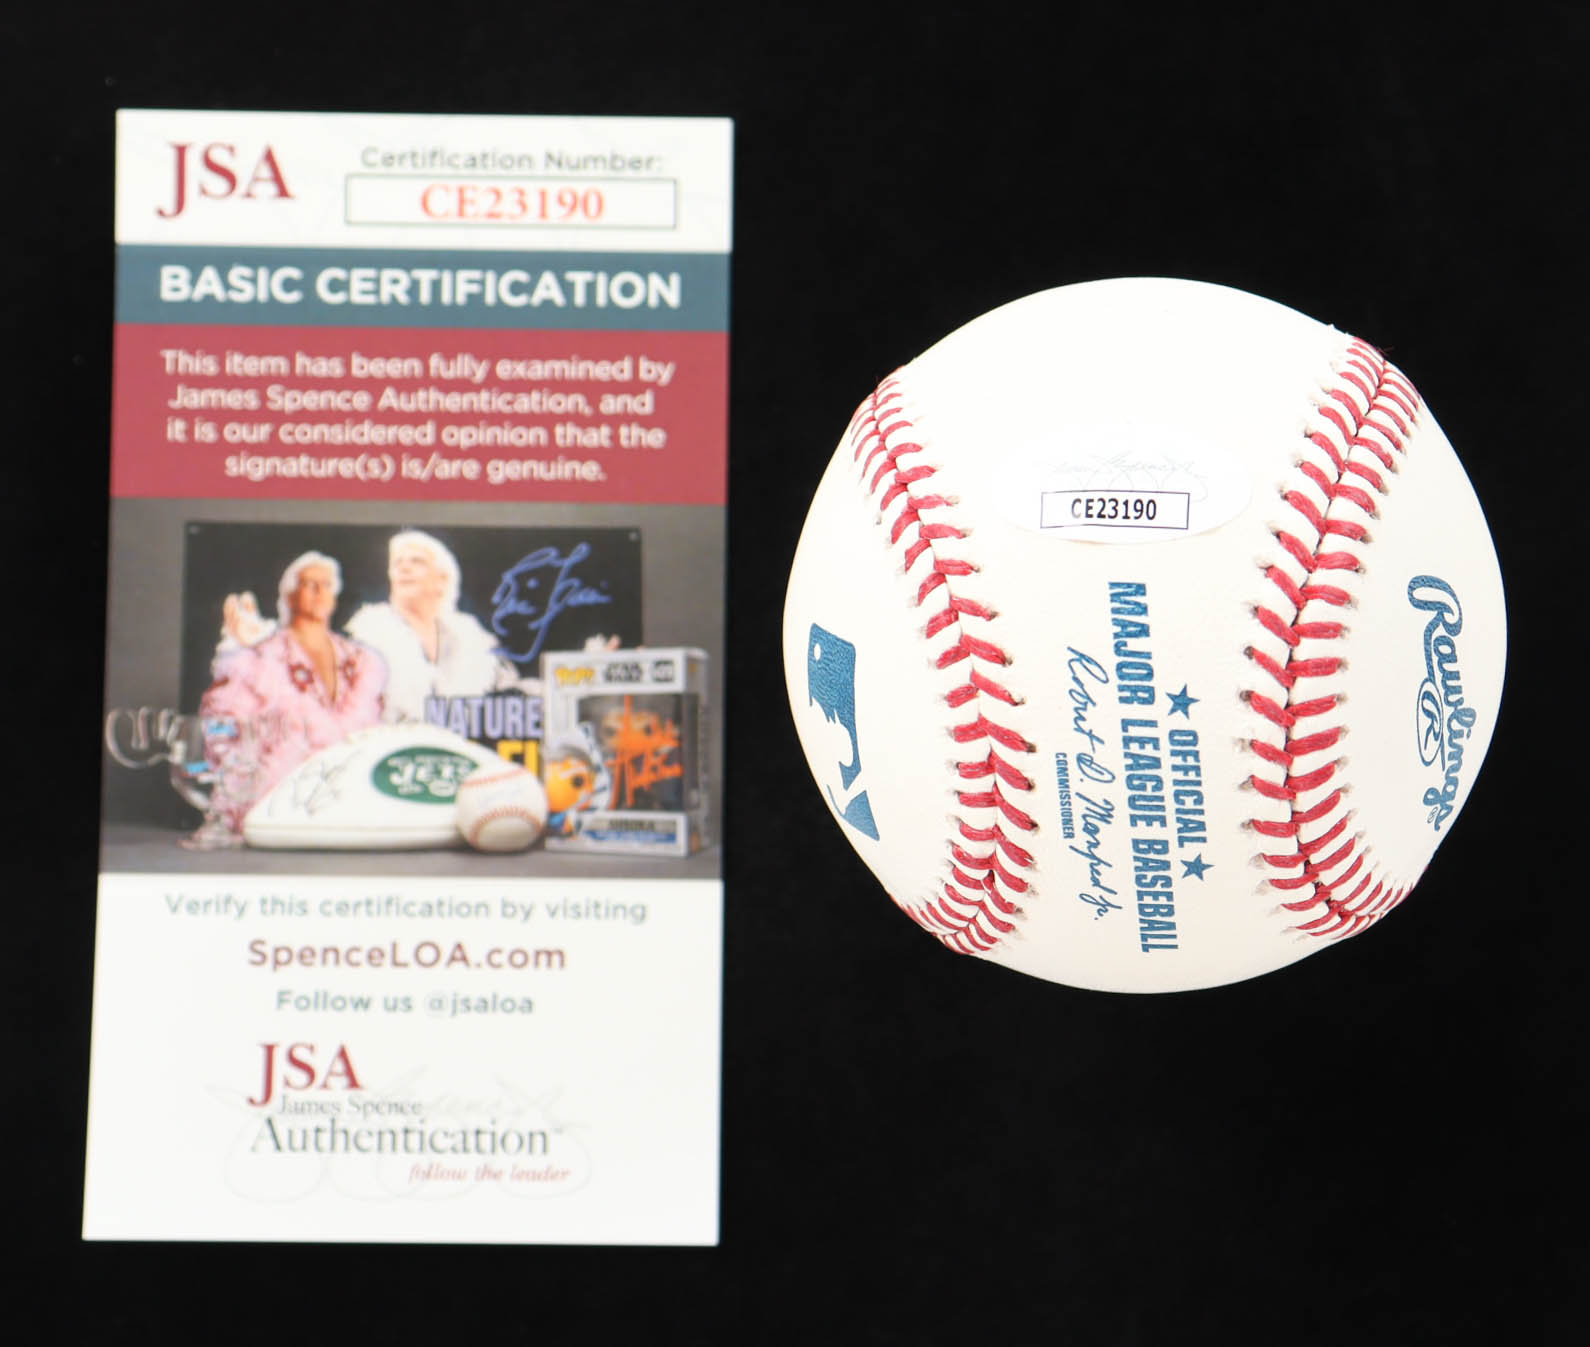 JSA
Certification Number:
CE23190
BASIC CERTIFICATION
This item has been fully examined by
James Spence Authentication, and
it is our considered opinion that the
signature(s) is/are genuine.
NATURE
JETS
Verify this certification by visiting
SpenceLOA.com
Follow us @jsaloa
JSA
James Spence
Authentication
follow the leader
CE23190
★ OFFICIAL ★
MAJOR LEAGUE BASEBALL
Robert D. Manfred Jr.
COMMISSIONER
Rawlings®
R